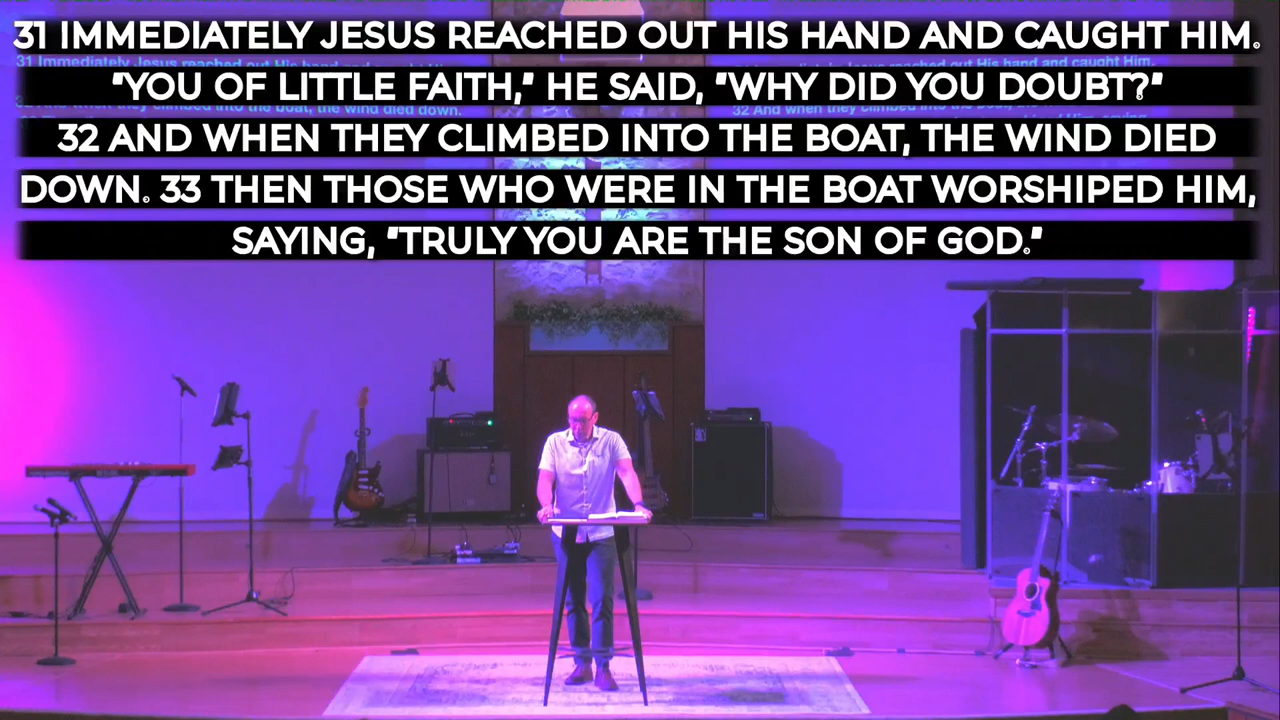 31 IMMEDIATELY JESUS REACHED OUT HIS HAND AND CAUGHT HIM.
"YOU OF LITTLE FAITH," HE SAID, "WHY DID YOU DOUBT?"
32 AND WHEN THEY CLIMBED INTO THE BOAT, THE WIND DIED
DOWN. 33 THEN THOSE WHO WERE IN THE BOAT WORSHIPED HIM,
SAYING, "TRULY YOU ARE THE SON OF GOD."